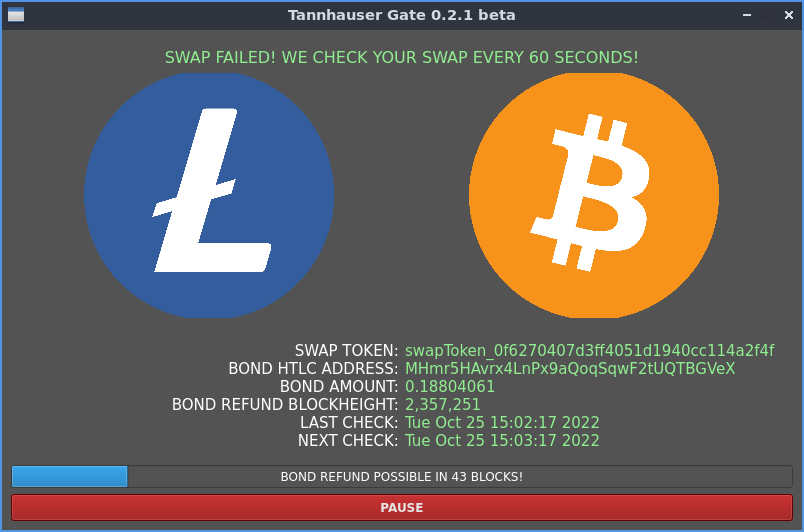 Tannhauser Gate 0.2.1 beta
SWAP FAILED! WE CHECK YOUR SWAP EVERY 60 SECONDS!
SWAP TOKEN: swapToken_0f6270407d3ff4051d1940cc114a2f4f
BOND HTLC ADDRESS: MHmr5HAvrx4LnPx9aQoqSqwF2tUQTBGVeX
BOND AMOUNT: 0.18804061
BOND REFUND BLOCKHEIGHT: 2,357,251
LAST CHECK: Tue Oct 25 15:02:17 2022
NEXT CHECK: Tue Oct 25 15:03:17 2022
BOND REFUND POSSIBLE IN 43 BLOCKS!
PAUSE